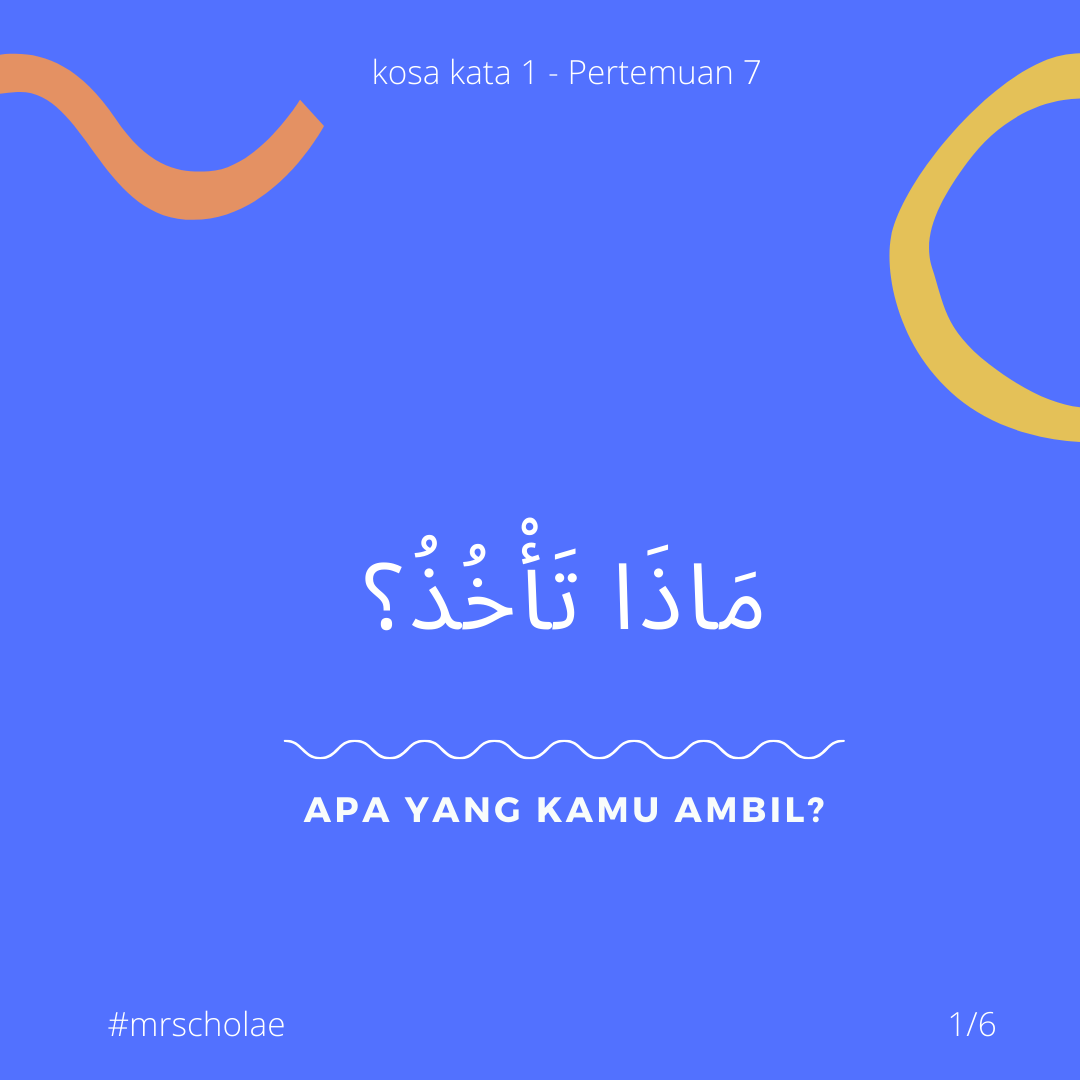 kosa kata 1 - Pertemuan 7
مَاذَا تَأْخُذُ؟
APA YANG KAMU AMBIL?
#mrscholae
1/6